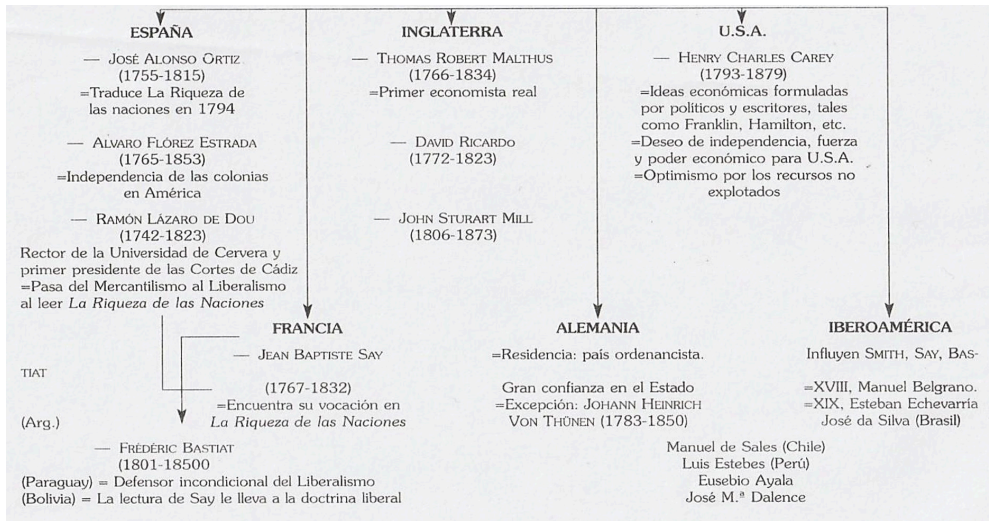 ESPAÑA
— JOSÉ ALONSO ORTIZ
(1755-1815)
=Traduce La Riqueza de
las naciones en 1794
— ALVARO FLÓREZ ESTRADA
(1765-1853)
=Independencia de las colonias
en América
— RAMÓN LÁZARO DE DOU
(1742-1823)
Rector de la Universidad de Cervera y
primer presidente de las Cortes de Cádiz
=Pasa del Mercantilismo al Liberalismo
al leer La Riqueza de las Naciones
INGLATERRA
— THOMAS ROBERT MALTHUS
(1766-1834)
=Primer economista real
— DAVID RICARDO
(1772-1823)
— JOHN STURART MILL
(1806-1873)
U.S.A.
— HENRY CHARLES CAREY
(1793-1879)
=Ideas económicas formuladas
por politicos y escritores, tales
como Franklin, Hamilton, etc.
=Deseo de independencia, fuerza
y poder económico para U.S.A.
=Optimismo por los recursos no
explotados
FRANCIA
— JEAN BAPTISTE SAY
TIAT
(1767-1832)
=Encuentra su vocación en
La Riqueza de las Naciones
(Arg.)
— FRÉDÉRIC BASTIAT
(1801-18500
(Paraguay) = Defensor incondicional del Liberalismo
(Bolivia) = La lectura de Say le lleva a la doctrina liberal
ALEMANIA
=Residencia: país ordenancista.
Gran confianza en el Estado
=Excepción: JOHANN HEINRICH
VON THÜNEN (1783-1850)
IBEROAMÉRICA
Influyen SMITH, SAY, BAS-
=XVIII, Manuel Belgrano.
=XIX, Esteban Echevarría
José da Silva (Brasil)
Manuel de Sales (Chile)
Luis Estebes (Perú)
Eusebio Ayala
José M.ª Dalence